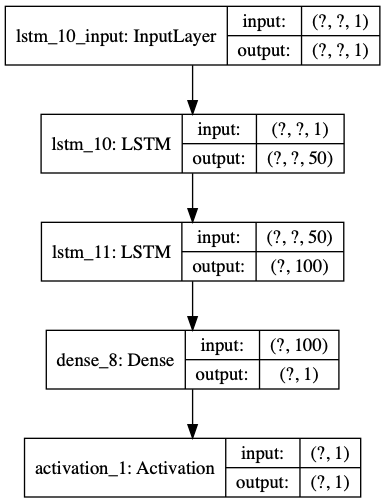 lstm_10_input: InputLayer
input: (?, ?, 1)
output: (?, ?, 1)
lstm_10: LSTM
input: (?, ?, 1)
output: (?, ?, 50)
lstm_11: LSTM
input: (?, ?, 50)
output: (?, 100)
dense_8: Dense
input: (?, 100)
output: (?, 1)
activation_1: Activation
input: (?, 1)
output: (?, 1)